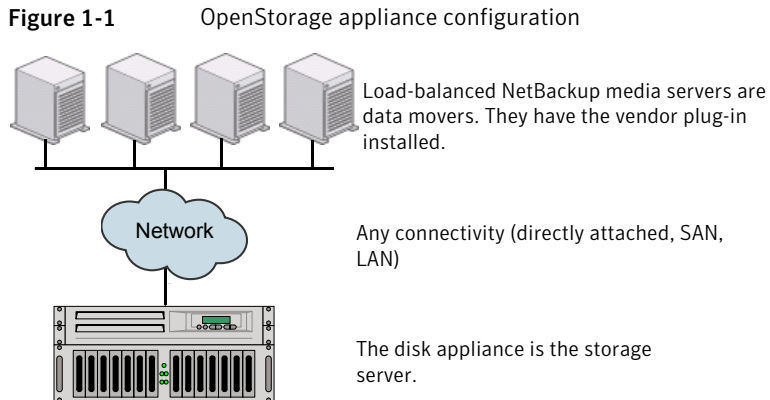 Figure 1-1 OpenStorage appliance configuration
Load-balanced NetBackup media servers are
data movers. They have the vendor plug-in
installed.
Network
Any connectivity (directly attached, SAN,
LAN)
The disk appliance is the storage
server.